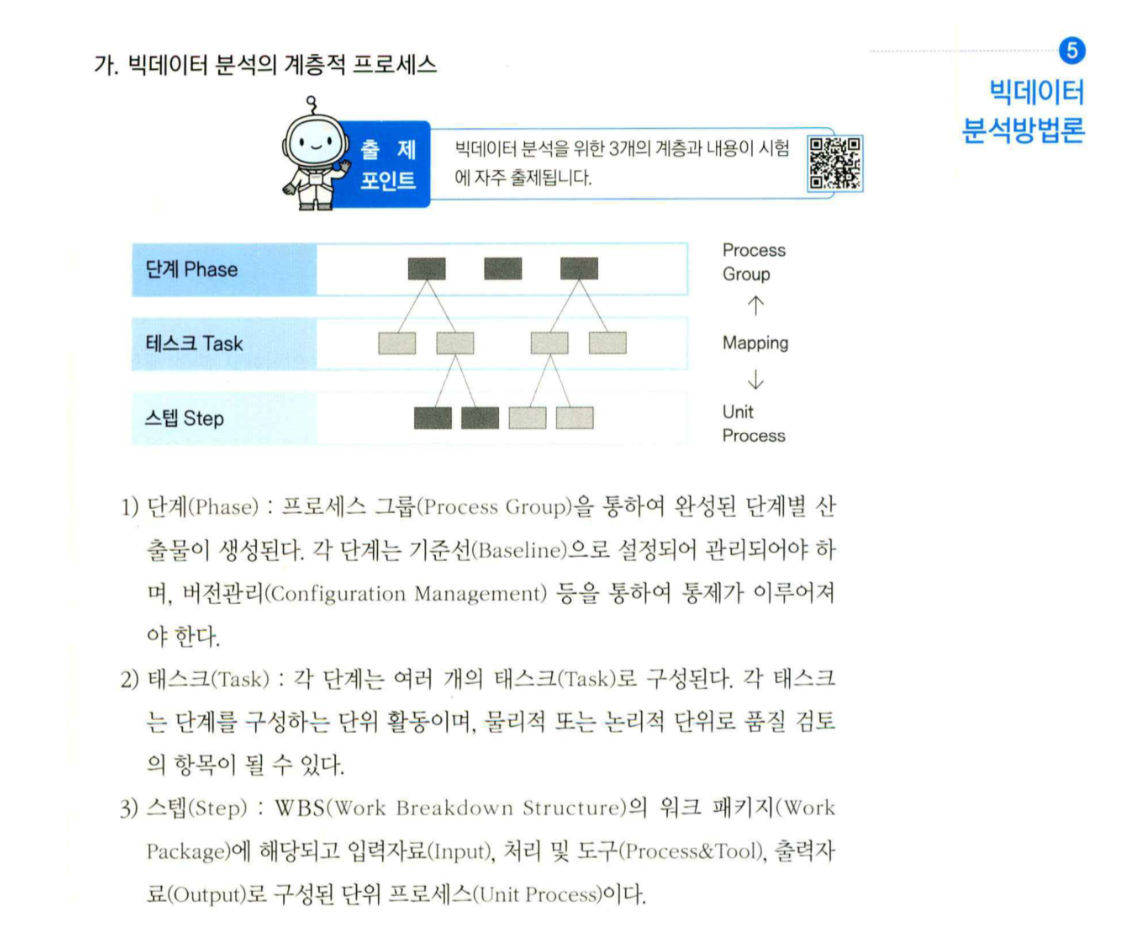 5
빅데이터
분석방법론
가. 빅데이터 분석의 계층적 프로세스
출 제
포인트
빅데이터 분석을 위한 3개의 계층과 내용이 시험
에 자주 출제됩니다.
단계 Phase
Process
Group
테스크 Task
Mapping
스텝 Step
Unit
Process
1) 단계(Phase) : 프로세스 그룹(Process Group)을 통하여 완성된 단계별 산
출물이 생성된다. 각 단계는 기준선(Baseline)으로 설정되어 관리되어야 하
며, 버전관리(Configuration Management) 등을 통하여 통제가 이루어져
야 한다.
2) 태스크(Task) : 각 단계는 여러 개의 태스크(Task)로 구성된다. 각 태스크
는 단계를 구성하는 단위 활동이며, 물리적 또는 논리적 단위로 품질 검토
의 항목이 될 수 있다.
3) 스텝(Step) : WBS(Work Breakdown Structure)의 워크 패키지(Work
Package)에 해당되고 입력자료(Input), 처리 및 도구(Process&Tool), 출력자
료(Output)로 구성된 단위 프로세스(Unit Process)이다.